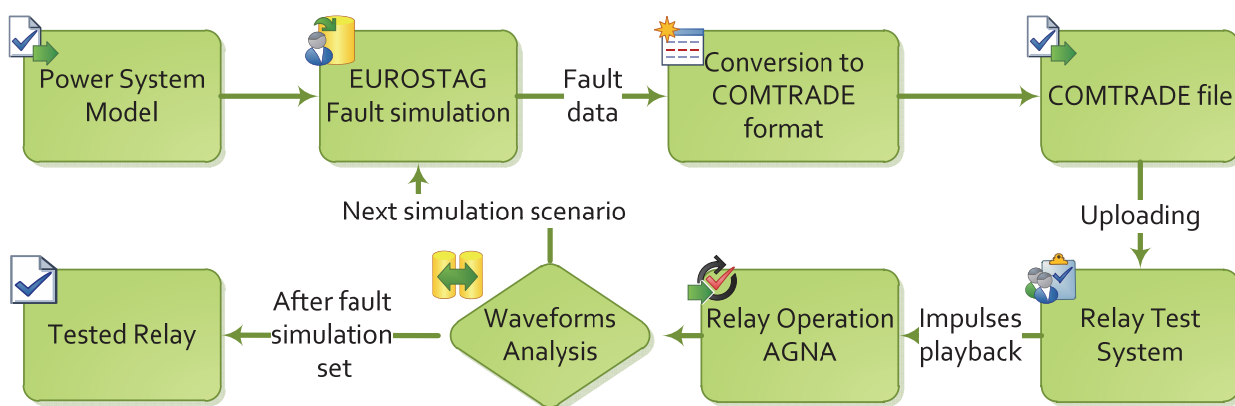 Power System
Model
EUROSTAG
Fault simulation
Fault
data
Conversion to
COMTRADE
format
COMTRADE file
Next simulation scenario
Uploading
Tested Relay
After fault
simulation
set
Waveforms
Analysis
Relay Operation
AGNA
Impulses
playback
Relay Test
System